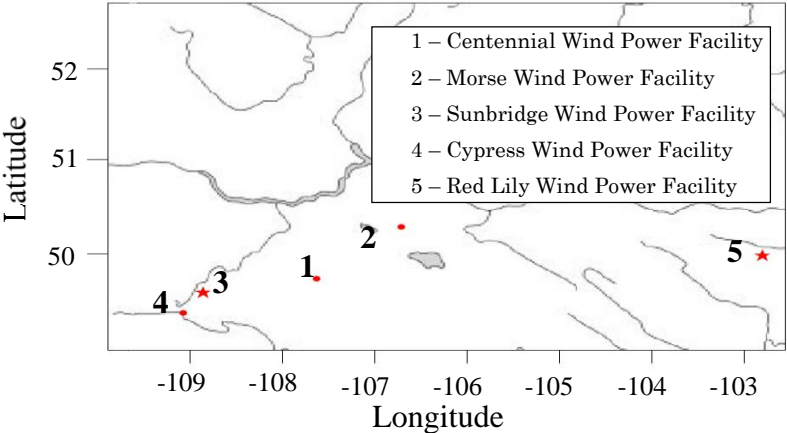 1 – Centennial Wind Power Facility
2 – Morse Wind Power Facility
3 – Sunbridge Wind Power Facility
4 – Cypress Wind Power Facility
5 – Red Lily Wind Power Facility
52
51
50
Latitude
2
1
3
4
5
-109 -108 -107 -106 -105 -104 -103
Longitude